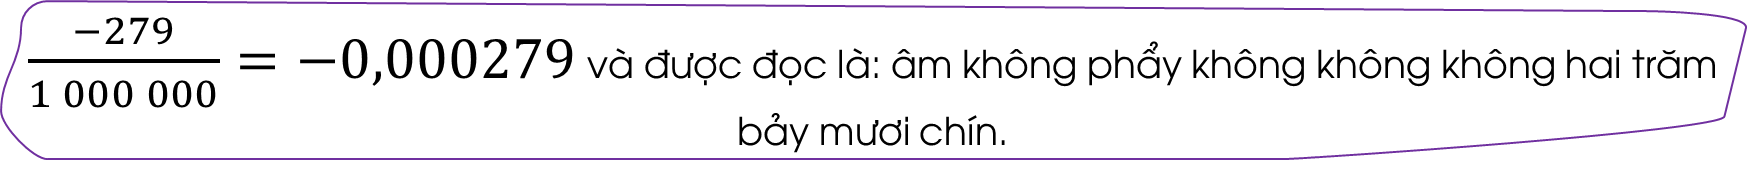 −279/1 000 000 = −0,000279 và được đọc là: âm không phẩy không không không hai trăm
bảy mươi chín.